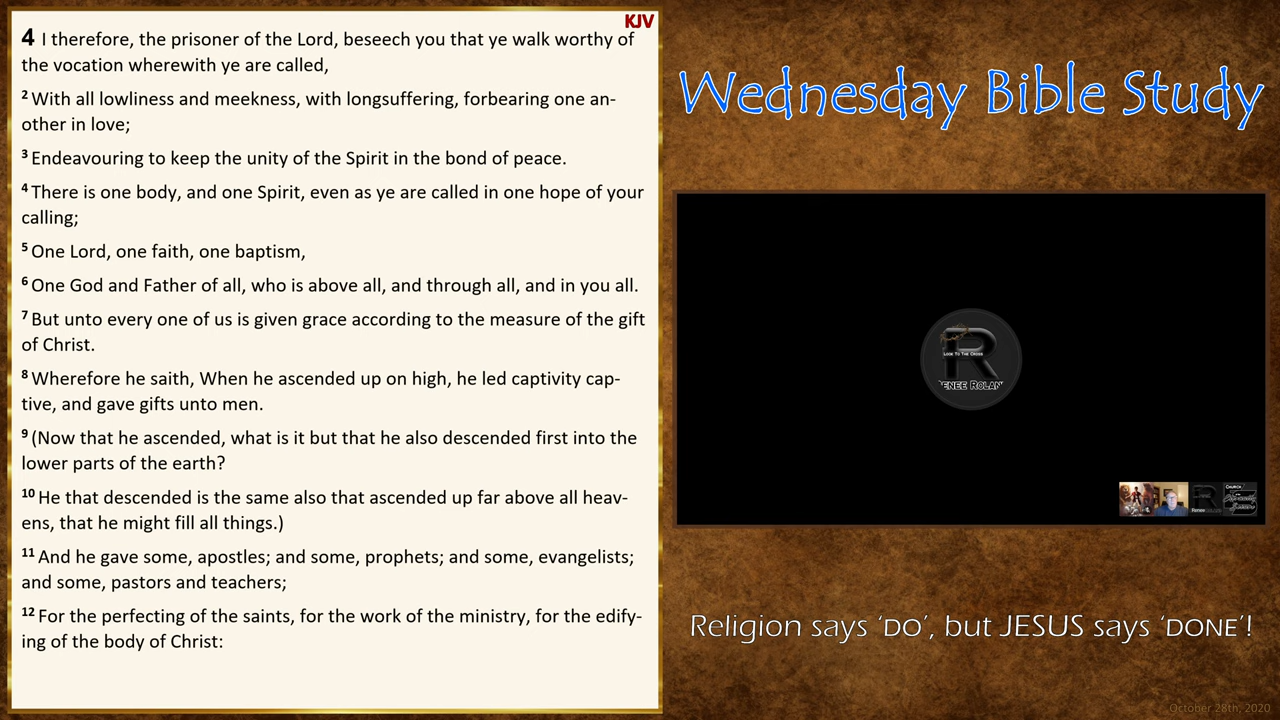 KJV
4 I therefore, the prisoner of the Lord, beseech you that ye walk worthy of
the vocation wherewith ye are called,
2 With all lowliness and meekness, with longsuffering, forbearing one an-
other in love;
3 Endeavouring to keep the unity of the Spirit in the bond of peace.
4 There is one body, and one Spirit, even as ye are called in one hope of your
calling;
5 One Lord, one faith, one baptism,
6 One God and Father of all, who is above all, and through all, and in you all.
7 But unto every one of us is given grace according to the measure of the gift
of Christ.
8 Wherefore he saith, When he ascended up on high, he led captivity cap-
tive, and gave gifts unto men.
9 (Now that he ascended, what is it but that he also descended first into the
lower parts of the earth?
10 He that descended is the same also that ascended up far above all heav-
ens, that he might fill all things.)
11 And he gave some, apostles; and some, prophets; and some, evangelists;
and some, pastors and teachers;
12 For the perfecting of the saints, for the work of the ministry, for the edify-
ing of the body of Christ:
Wednesday Bible Study
R
Look To The Cross
ENEE ROLAN
R
Renee
CHURCH
Religion says ‘DO’, but JESUS says ‘DONE’!
October 28th, 2020